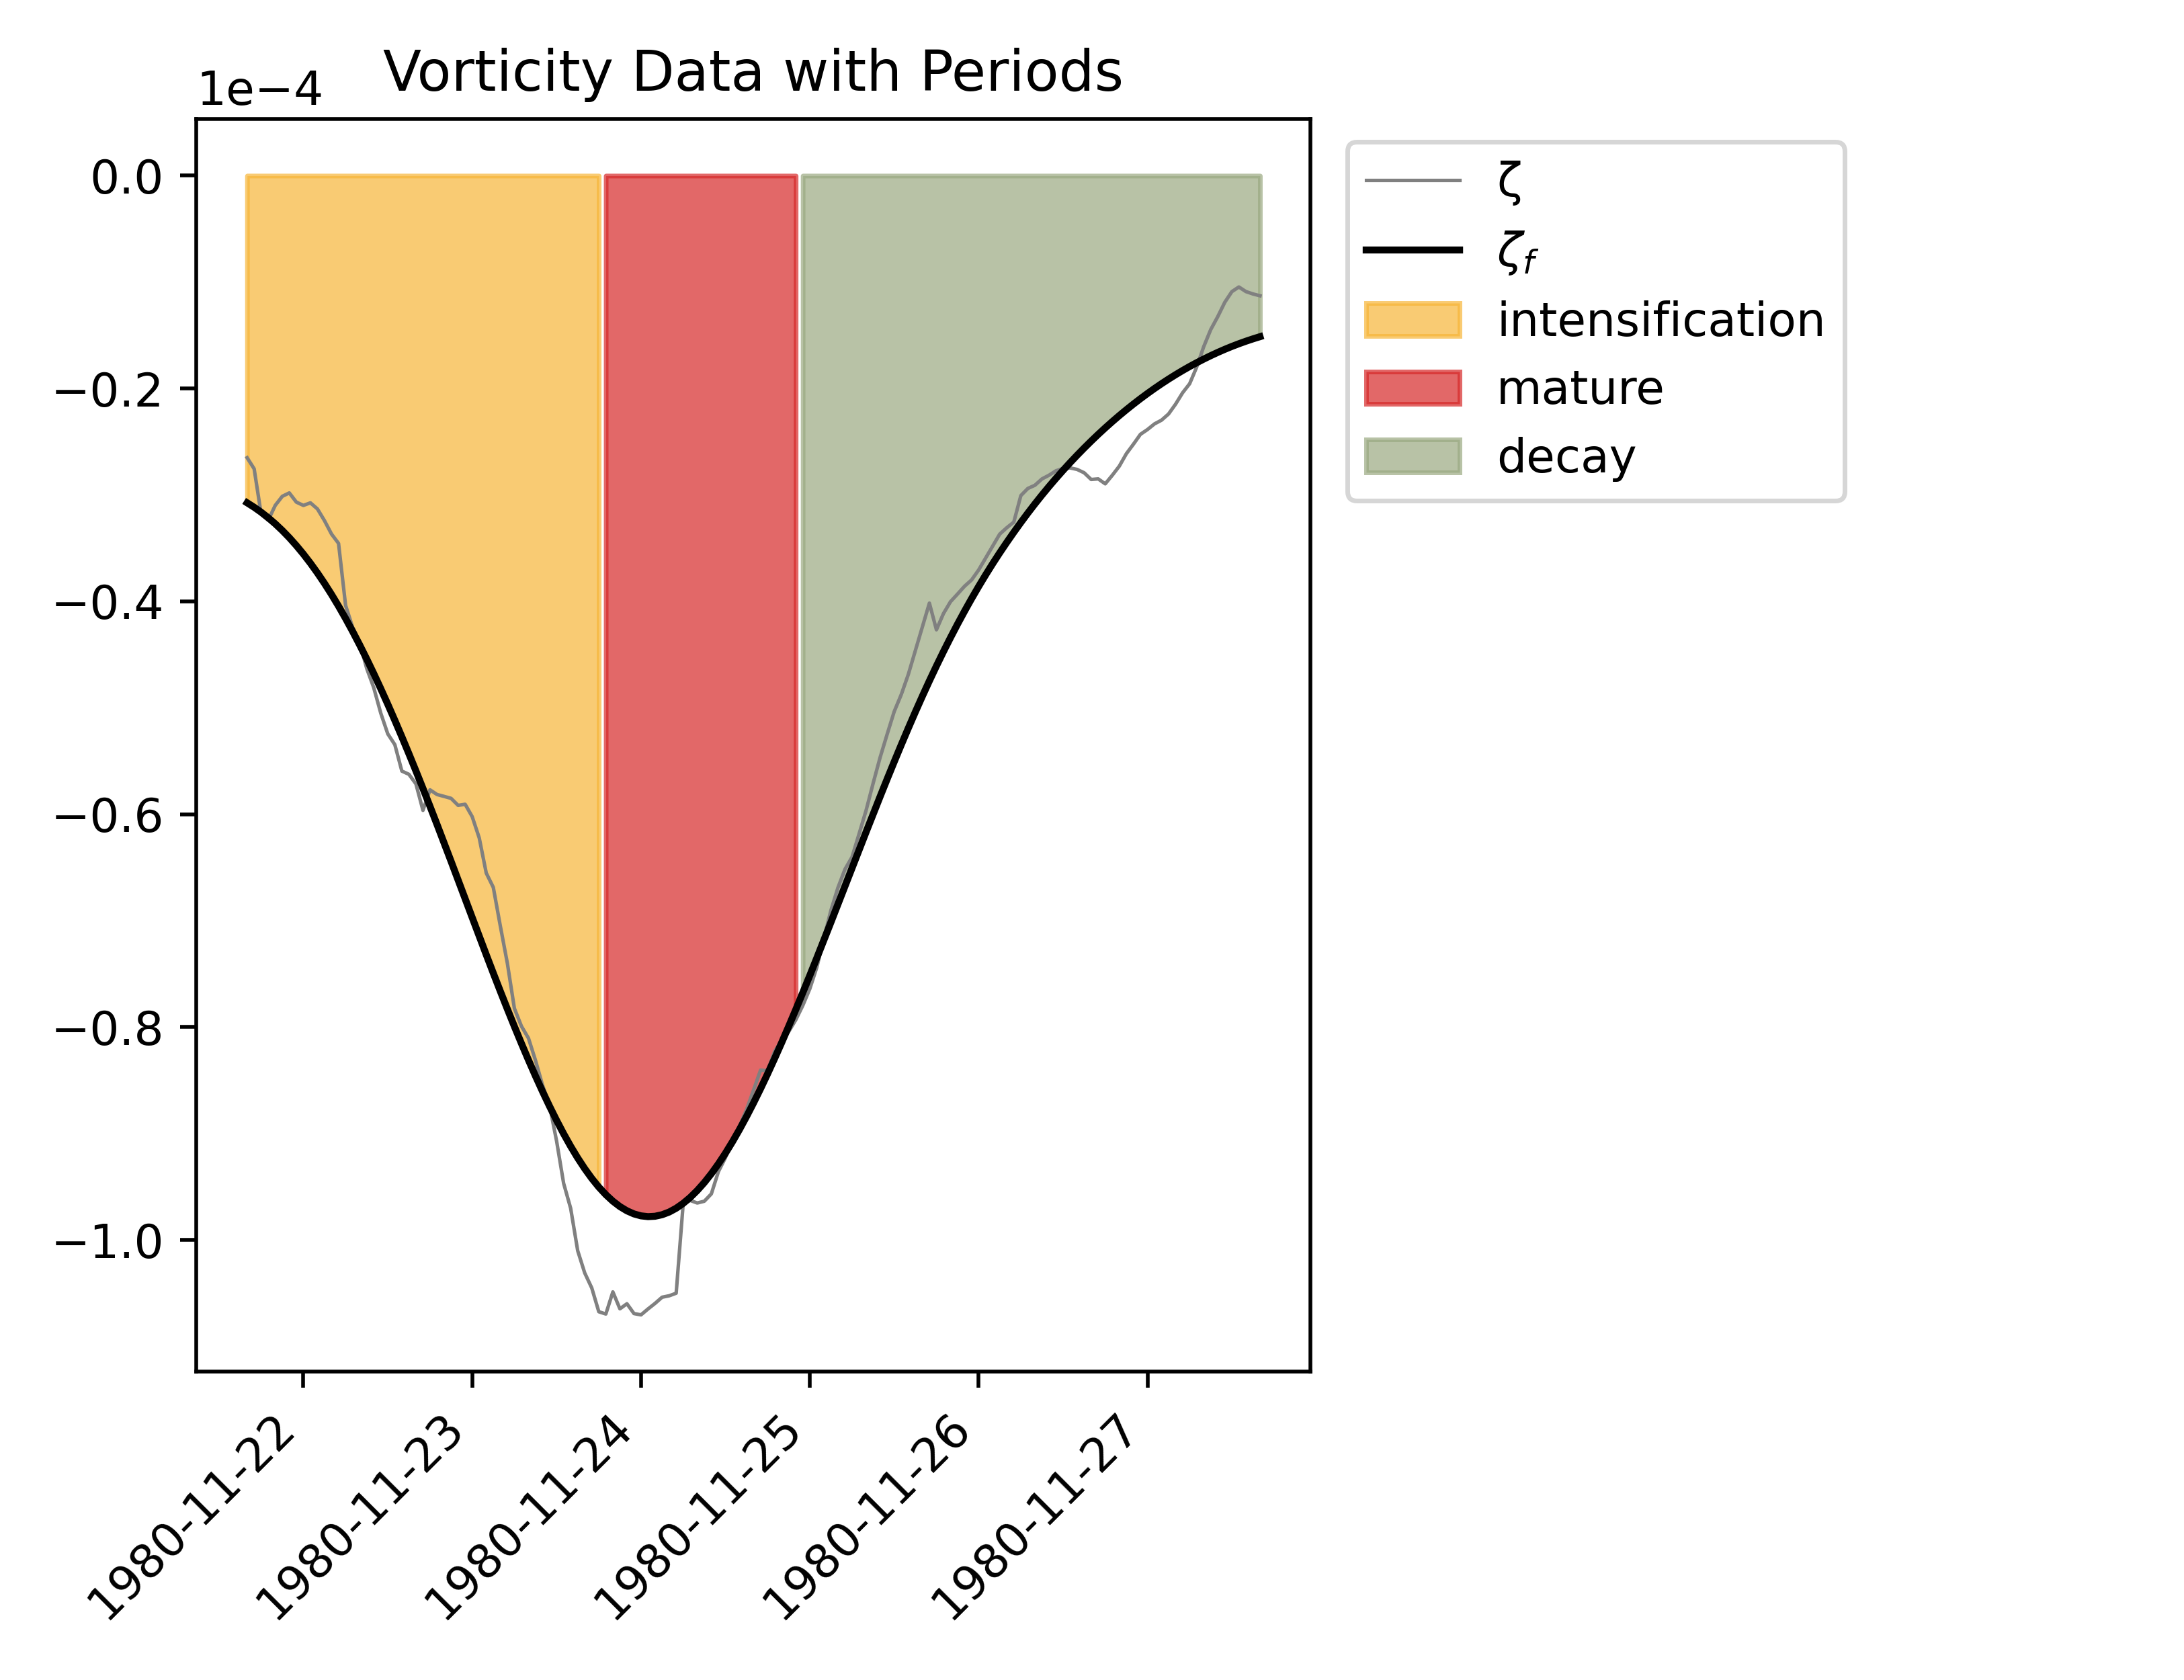 Vorticity Data with Periods
1e−4
0.0
−0.2
−0.4
−0.6
−0.8
−1.0
1980-11-22
1980-11-23
1980-11-24
1980-11-25
1980-11-26
1980-11-27
ζ
ζf
intensification
mature
decay